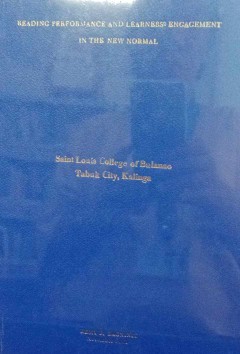 READING PERFORMANCE AND LEARNERS' ENGAGEMENT
IN THE NEW NORMAL
Saint Louis College of Bulanao
Tabuk City, Kalinga